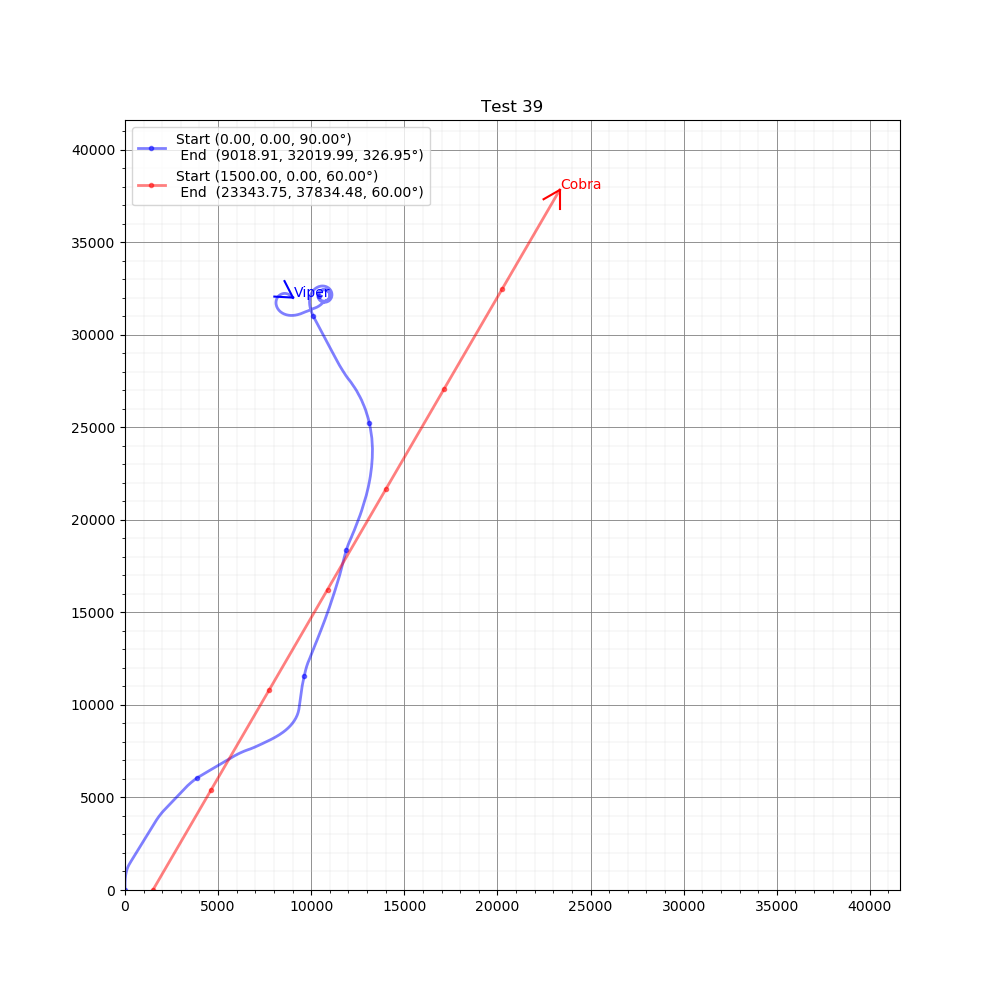 Test 39
Start (0.00, 0.00, 90.00°)
End (9018.91, 32019.99, 326.95°)
Start (1500.00, 0.00, 60.00°)
End (23343.75, 37834.48, 60.00°)
Cobra
Viper
40000
35000
30000
25000
20000
15000
10000
5000
0
0 5000 10000 15000 20000 25000 30000 35000 40000